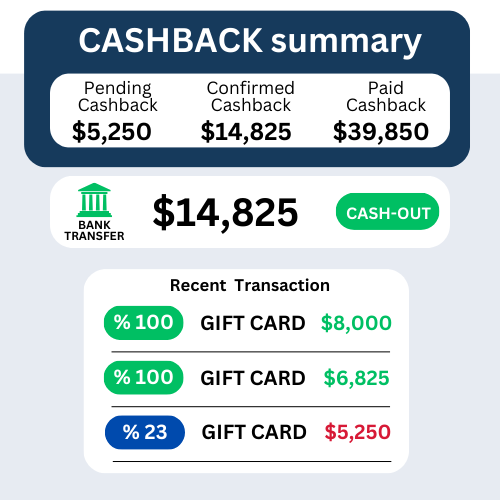 CASHBACK summary
Pending Cashback
Confirmed Cashback
Paid Cashback
$5,250
$14,825
$39,850
BANK TRANSFER
$14,825
CASH-OUT
Recent Transaction
% 100 GIFT CARD $8,000
% 100 GIFT CARD $6,825
% 23 GIFT CARD $5,250